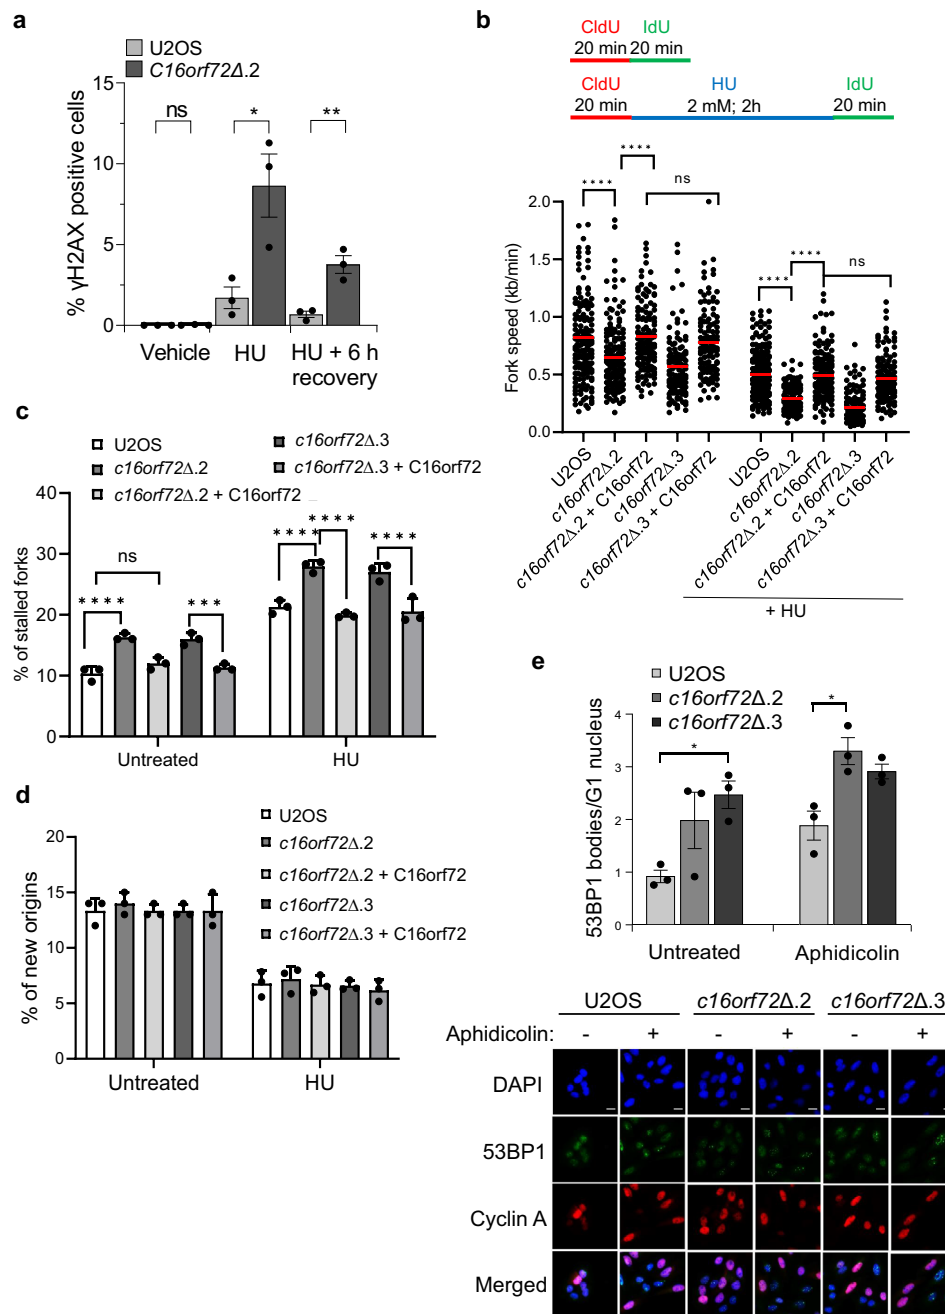 a
U2OS
C16orf72Δ.2
% γH2AX positive cells
15
10
5
0
ns
*
**
Vehicle
HU
HU + 6 h
recovery
b
CldU
IdU
20 min
20 min
CldU
HU
IdU
20 min
2 mM; 2h
20 min
Fork speed (kb/min)
2.0
1.5
1.0
0.5
0.0
****
****
ns
****
****
ns
U2OS
c16orf72Δ.2
c16orf72Δ.2 + C16orf72
c16orf72Δ.3
c16orf72Δ.3 + C16orf72
U2OS
c16orf72Δ.2
c16orf72Δ.2 + C16orf72
c16orf72Δ.3
c16orf72Δ.3 + C16orf72
+ HU
c
U2OS
c16orf72Δ.2
c16orf72Δ.2 + C16orf72
c16orf72Δ.3
c16orf72Δ.3 + C16orf72
% of stalled forks
40
30
20
10
0
****
ns
***
****
****
****
Untreated
HU
d
U2OS
c16orf72Δ.2
c16orf72Δ.2 + C16orf72
c16orf72Δ.3
c16orf72Δ.3 + C16orf72
% of new origins
20
15
10
5
0
Untreated
HU
e
U2OS
c16orf72Δ.2
c16orf72Δ.3
53BP1 bodies/G1 nucleus
4
3
2
1
0
*
*
Untreated
Aphidicolin
U2OS
c16orf72Δ.2
c16orf72Δ.3
Aphidicolin:
-
+
-
+
-
+
DAPI
53BP1
Cyclin A
Merged